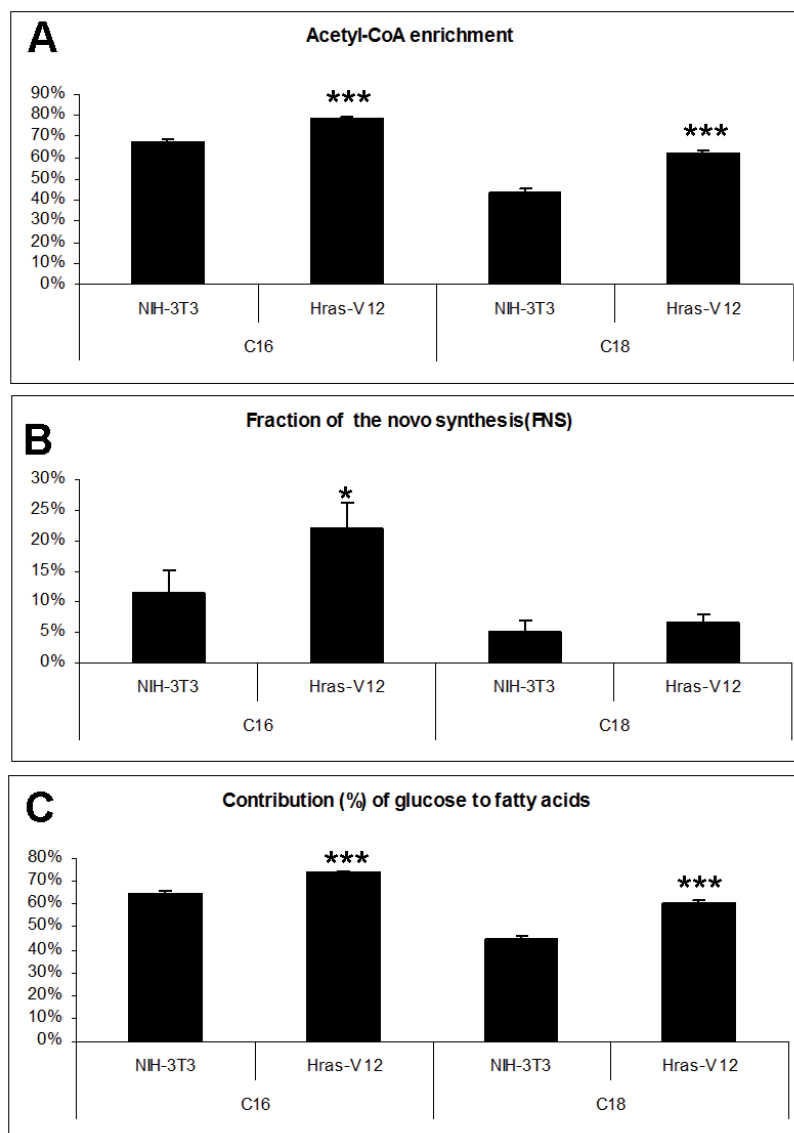 A
Acetyl-CoA enrichment
90%
80%
70%
60%
50%
40%
30%
20%
10%
0%
***
***
NIH-3T3 Hras-V12 NIH-3T3 Hras-V12
C16 C18
B
Fraction of the novo synthesis(FNS)
30%
25%
20%
15%
10%
5%
0%
*
NIH-3T3 Hras-V12 NIH-3T3 Hras-V12
C16 C18
C
Contribution (%) of glucose to fatty acids
80%
70%
60%
50%
40%
30%
20%
10%
0%
***
***
NIH-3T3 Hras-V12 NIH-3T3 Hras-V12
C16 C18